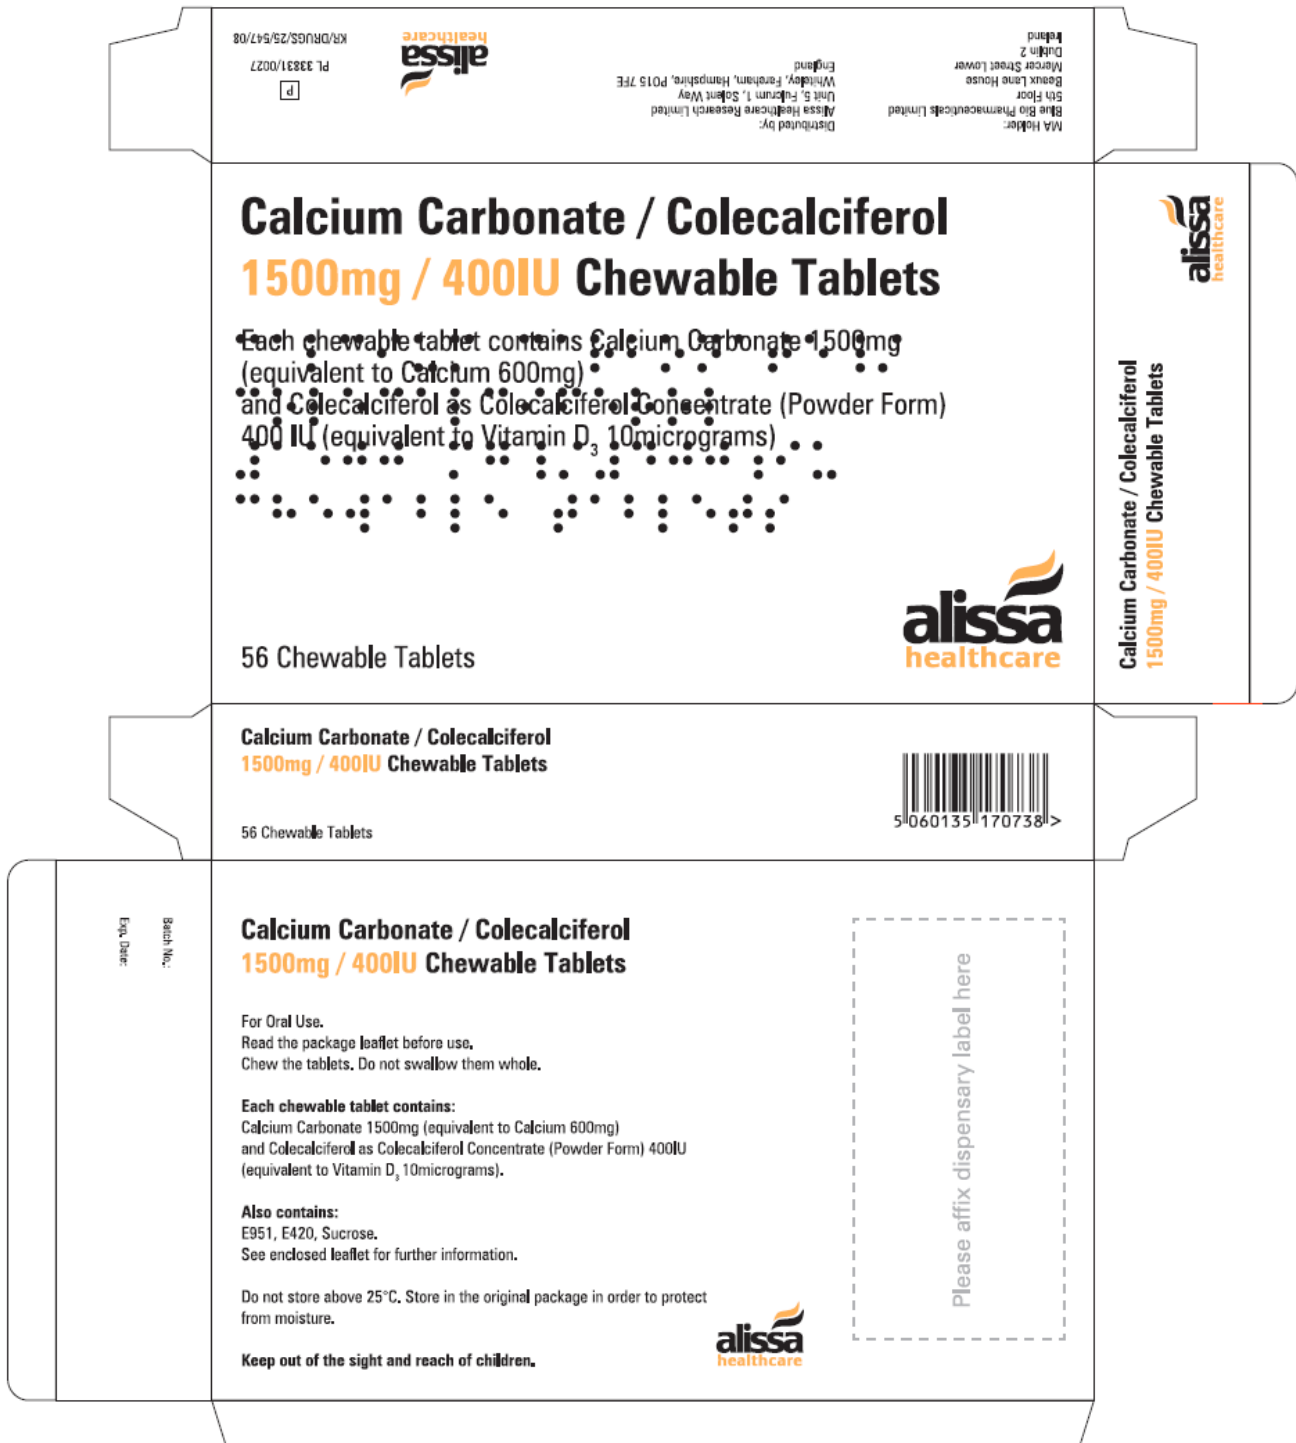 KR/DRUGS/25/547/08
PL 33831/0027
P
alissa
healthcare
Distributed by:
Alissa Healthcare Research Limited
Unit 5, Fulcrum 1, Solent Way
Whiteley, Fareham, Hampshire, PO15 7FE
England
MA Holder:
Blue Bio Pharmaceuticals Limited
5th Floor
Beaux Lane House
Mercer Street Lower
Dublin 2
Ireland
Calcium Carbonate / Colecalciferol
1500mg / 400IU Chewable Tablets
Each chewable tablet contains Calcium Carbonate 1500mg
(equivalent to Calcium 600mg)
and Colecalciferol as Colecalciferol Concentrate (Powder Form)
400 IU (equivalent to Vitamin D₃ 10micrograms)
56 Chewable Tablets
alissa
healthcare
alissa
healthcare
Calcium Carbonate / Colecalciferol
1500mg / 400IU Chewable Tablets
Calcium Carbonate / Colecalciferol
1500mg / 400IU Chewable Tablets
56 Chewable Tablets
5 060135 170738 >
Batch No.:
Exp. Date:
Calcium Carbonate / Colecalciferol
1500mg / 400IU Chewable Tablets
For Oral Use.
Read the package leaflet before use.
Chew the tablets. Do not swallow them whole.
Each chewable tablet contains:
Calcium Carbonate 1500mg (equivalent to Calcium 600mg)
and Colecalciferol as Colecalciferol Concentrate (Powder Form) 400IU
(equivalent to Vitamin D₃ 10micrograms).
Also contains:
E951, E420, Sucrose.
See enclosed leaflet for further information.
Do not store above 25°C. Store in the original package in order to protect
from moisture.
Keep out of the sight and reach of children.
alissa
healthcare
Please affix dispensary label here